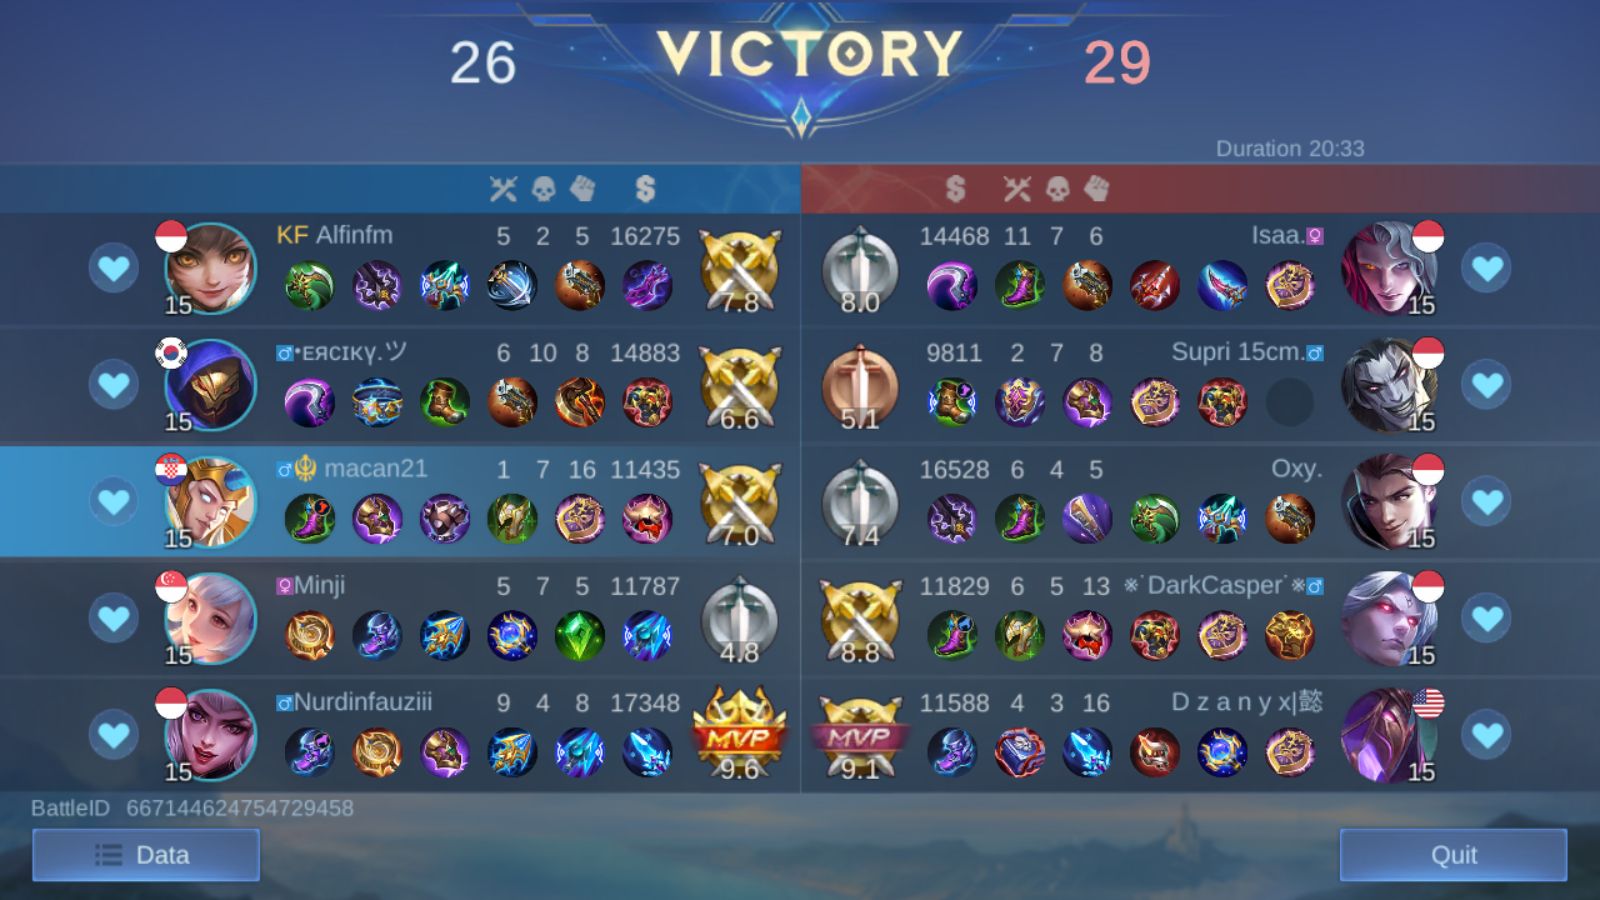 26 VICTORY 29
Duration 20:33
KF Alfinfm 5 2 5 16275
15 7.8
8.0 14468 11 7 6 Isaa.
15
•ᴇяcɪκγ.ツ 6 10 8 14883
15 6.6
5.1 9811 2 7 8 Supri 15cm.
15
macan21 1 7 16 11435
15 7.0
7.4 16528 6 4 5 Oxy.
15
Minji 5 7 5 11787
15 4.8
8.8 11829 6 5 13 ※˙DarkCasper˙※
15
Nurdinfauziii 9 4 8 17348
15 MVP 9.6
MVP 9.1 11588 4 3 16 D z a n y x|懿
15
BattleID 667144624754729458
Data
Quit